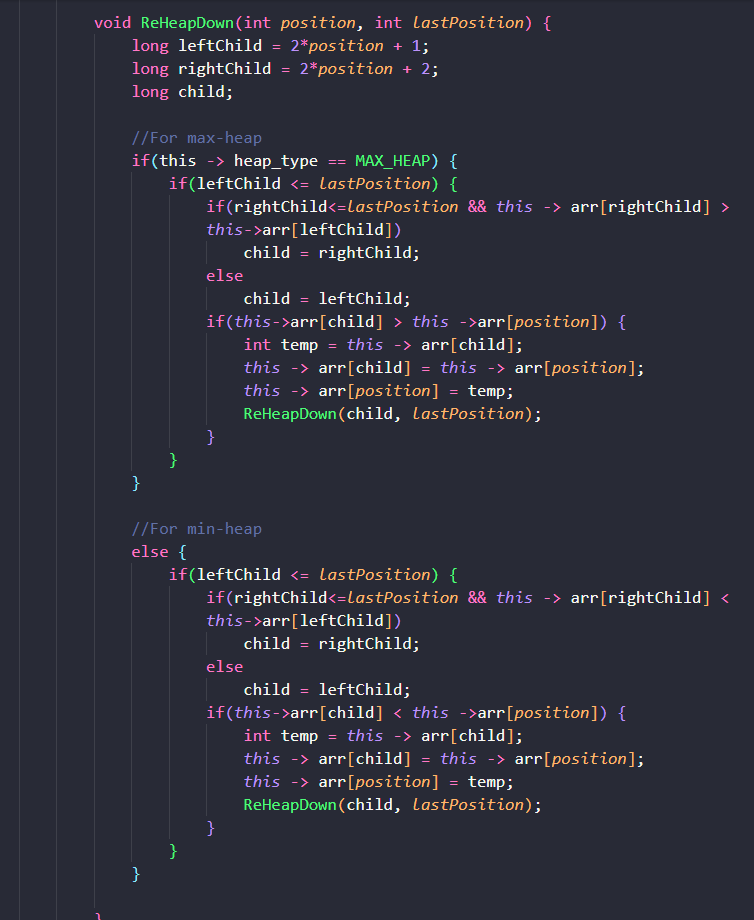 void ReHeapDown(int position, int lastPosition) {
long leftChild = 2*position + 1;
long rightChild = 2*position + 2;
long child;
//For max-heap
if(this -> heap_type == MAX_HEAP) {
if(leftChild <= lastPosition) {
if(rightChild<=lastPosition && this -> arr[rightChild] >
this->arr[leftChild])
child = rightChild;
else
child = leftChild;
if(this->arr[child] > this ->arr[position]) {
int temp = this -> arr[child];
this -> arr[child] = this -> arr[position];
this -> arr[position] = temp;
ReHeapDown(child, lastPosition);
}
}
}
//For min-heap
else {
if(leftChild <= lastPosition) {
if(rightChild<=lastPosition && this -> arr[rightChild] <
this->arr[leftChild])
child = rightChild;
else
child = leftChild;
if(this->arr[child] < this ->arr[position]) {
int temp = this -> arr[child];
this -> arr[child] = this -> arr[position];
this -> arr[position] = temp;
ReHeapDown(child, lastPosition);
}
}
}
}